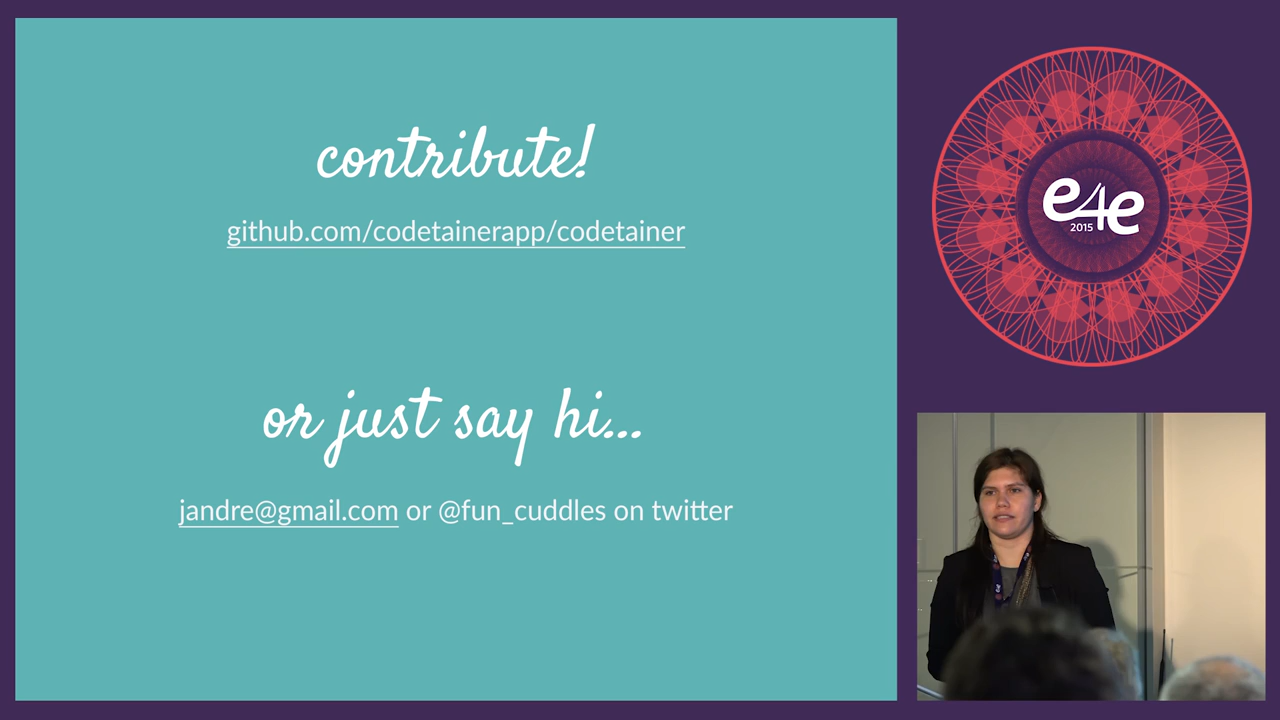 contribute!
github.com/codetainerapp/codetainer
or just say hi...
jandre@gmail.com or @fun_cuddles on twitter
e4e
2015